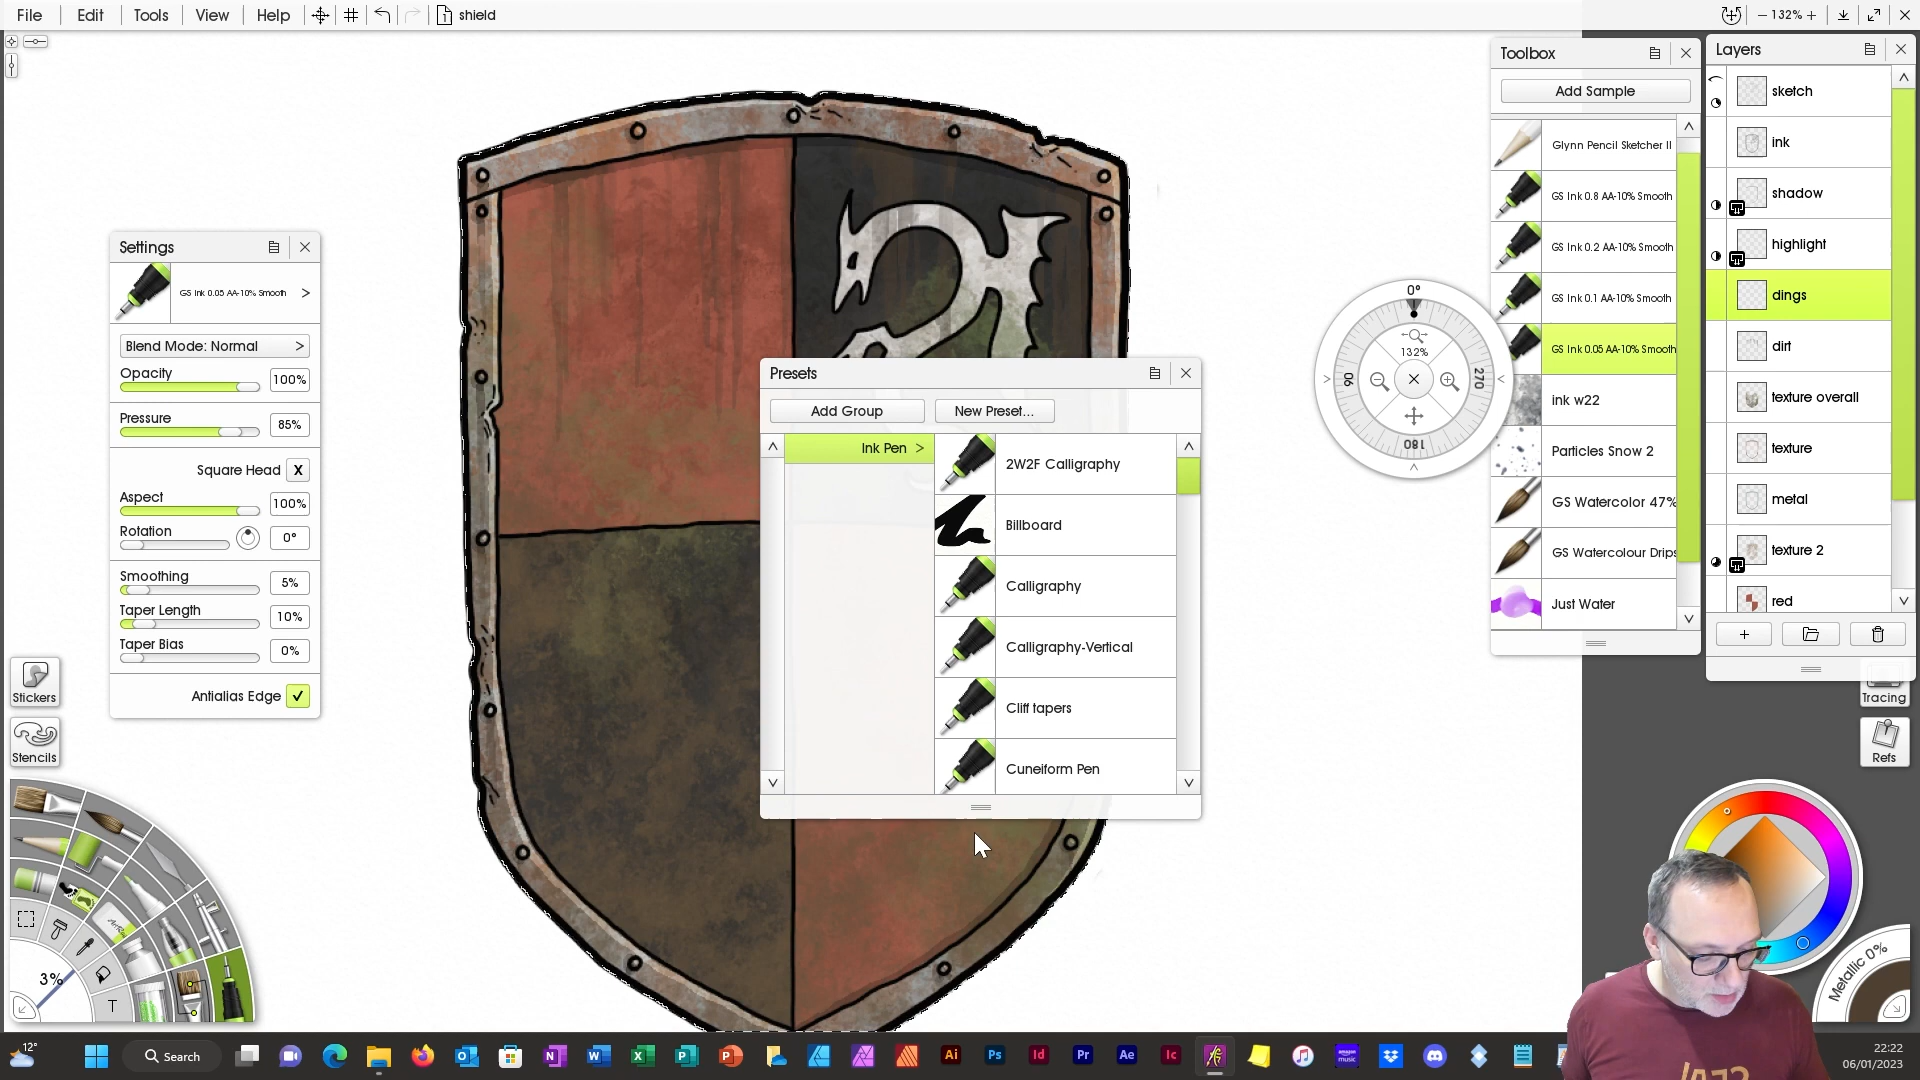 File Edit Tools View Help shield 132%
Settings
GS Ink 0.05 AA-10% Smooth >
Blend Mode: Normal >
Opacity 100%
Pressure 85%
Square Head X
Aspect 100%
Rotation 0°
Smoothing 5%
Taper Length 10%
Taper Bias 0%
Antialias Edge
Stickers
Stencils
3%
T
Presets
Add Group New Preset...
Ink Pen >
2W2F Calligraphy
Billboard
Calligraphy
Calligraphy-Vertical
Cliff tapers
Cuneiform Pen
0°
132%
90
270
180
Toolbox
Add Sample
Glynn Pencil Sketcher II
GS Ink 0.8 AA-10% Smooth
GS Ink 0.2 AA-10% Smooth
GS Ink 0.1 AA-10% Smooth
GS Ink 0.05 AA-10% Smooth
ink w22
Particles Snow 2
GS Watercolor 47%
GS Watercolour Drips
Just Water
Layers
sketch
ink
shadow
highlight
dings
dirt
texture overall
texture
metal
texture 2
red
Tracing
Refs
Metallic 0%
12°
Search
Ai Ps Id Pr Ae Ic
22:22
06/01/2023